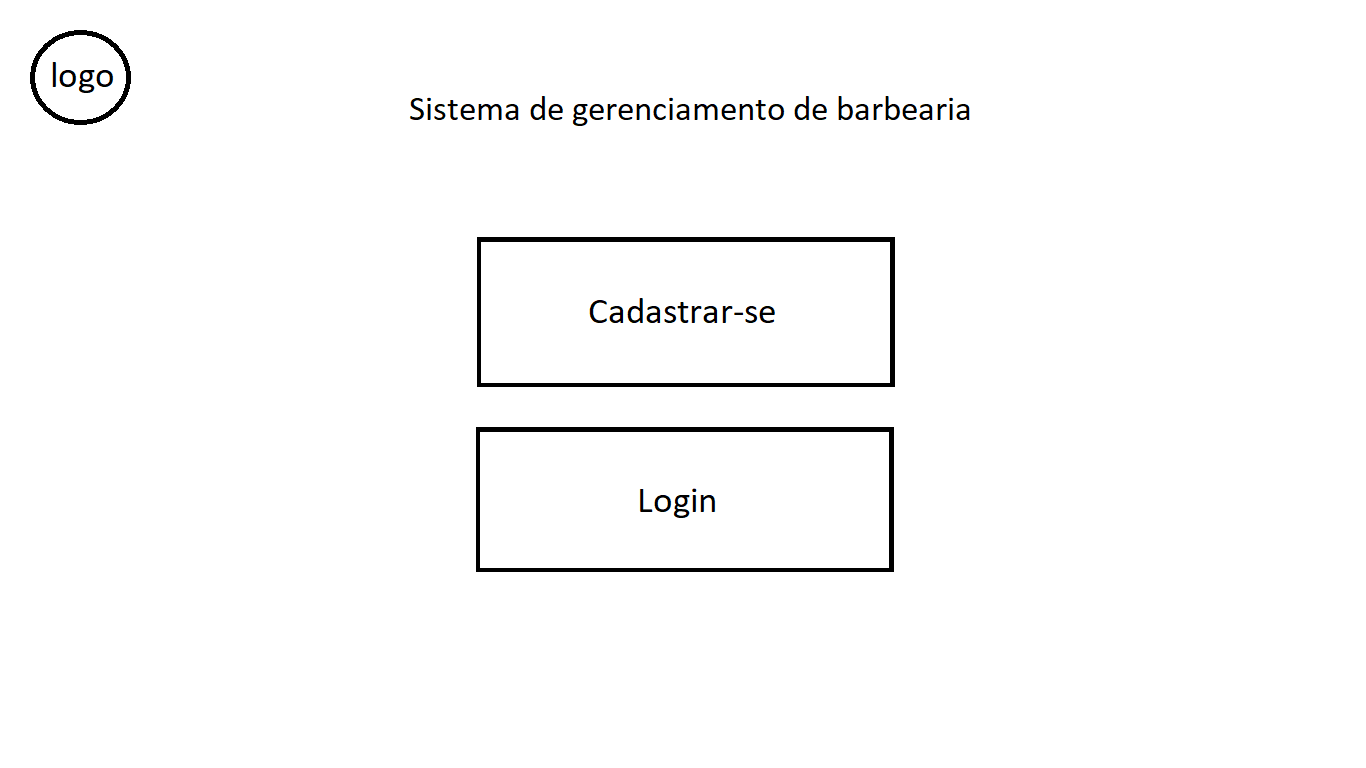 logo
Sistema de gerenciamento de barbearia
Cadastrar-se
Login